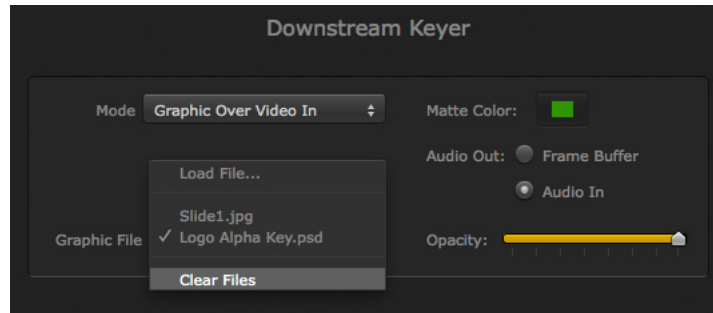 Downstream Keyer
Mode Graphic Over Video In
Matte Color:
Audio Out: Frame Buffer
Audio In
Load File...
Slide1.jpg
Graphic File ✓ Logo Alpha Key.psd
Opacity:
Clear Files